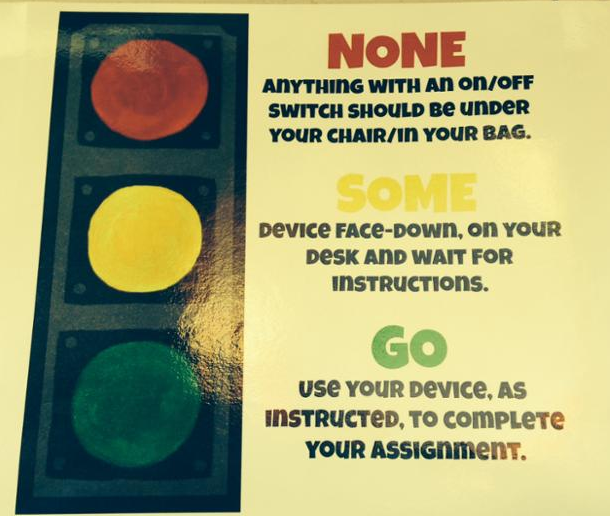 NONE
ANYTHING WITH AN ON/OFF
SWITCH SHOULD BE UNDER
YOUR CHAIR/IN YOUR BAG.
SOME
DEVICE FACE-DOWN, ON YOUR
DESK AND WAIT FOR
INSTRUCTIONS.
GO
USE YOUR DEVICE, AS
INSTRUCTED, TO COMPLETE
YOUR ASSIGNMENT.